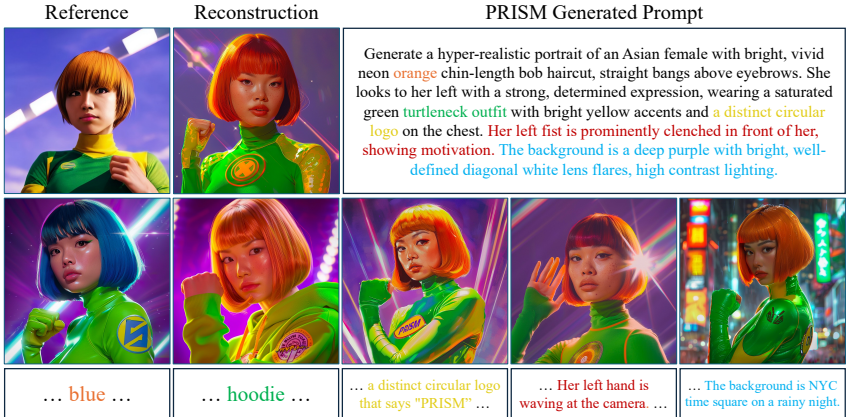 Reference
Reconstruction
PRISM Generated Prompt
Generate a hyper-realistic portrait of an Asian female with bright, vivid
neon orange chin-length bob haircut, straight bangs above eyebrows. She
looks to her left with a strong, determined expression, wearing a saturated
green turtleneck outfit with bright yellow accents and a distinct circular
logo on the chest. Her left fist is prominently clenched in front of her,
showing motivation. The background is a deep purple with bright, well-
defined diagonal white lens flares, high contrast lighting.
PRISM
… blue …
… hoodie …
… a distinct circular logo
that says "PRISM” …
… Her left hand is
waving at the camera. …
… The background is NYC
time square on a rainy night.